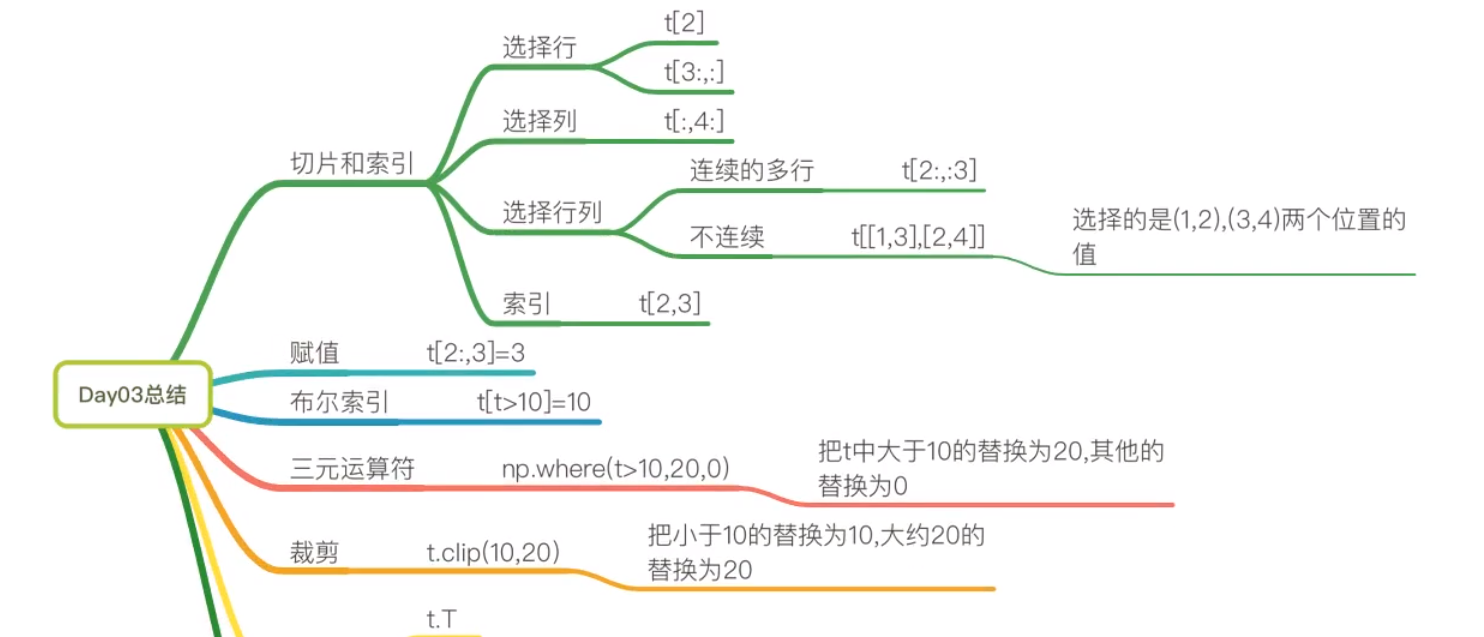 t[2]
选择行
t[3:,:]
选择列
t[:,4:]
切片和索引
连续的多行
t[2:,:3]
选择行列
不连续
t[[1,3],[2,4]]
选择的是(1,2),(3,4)两个位置的
值
索引
t[2,3]
赋值
t[2:,3]=3
Day03总结
布尔索引
t[t>10]=10
三元运算符
np.where(t>10,20,0)
把t中大于10的替换为20,其他的
替换为0
裁剪
t.clip(10,20)
把小于10的替换为10,大约20的
替换为20
t.T